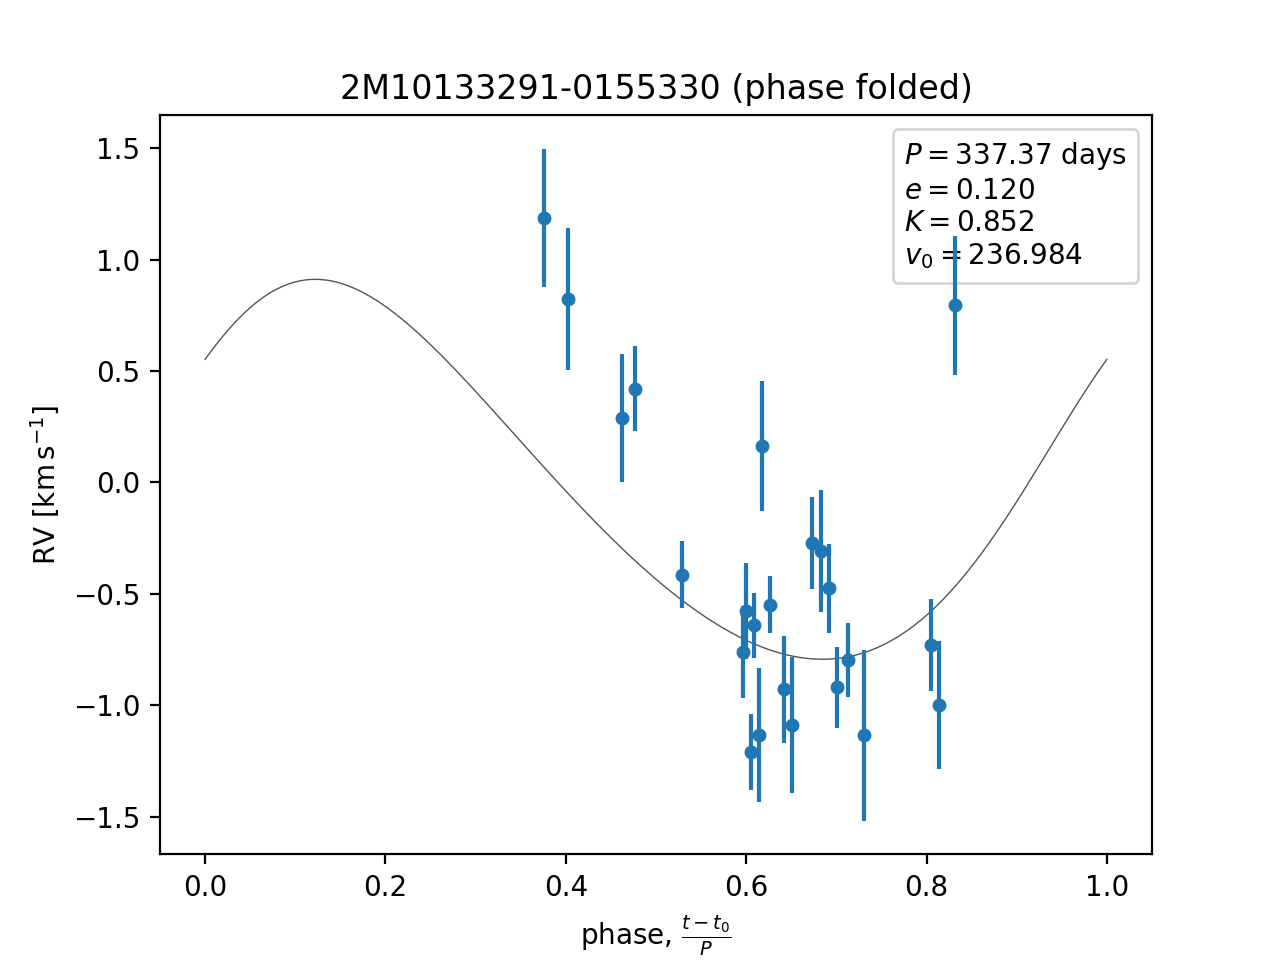 2M10133291-0155330 (phase folded)
P = 337.37 days
e = 0.120
K = 0.852
v₀ = 236.984
1.5
1.0
0.5
0.0
−0.5
−1.0
−1.5
RV [km s⁻¹]
0.0 0.2 0.4 0.6 0.8 1.0
phase, (t − t₀)/P